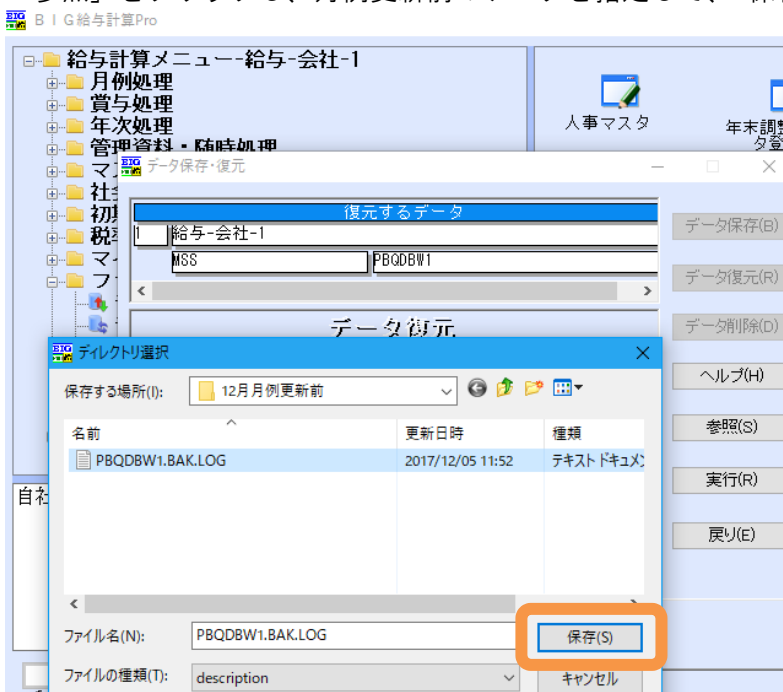 BIG給与計算Pro
給与計算メニュー-給与-会社-1
月例処理
賞与処理
年次処理
管理資料・随時処理
人事マスタ
データ保存・復元
復元するデータ
1 給与-会社-1
MSS PBQDBW1
データ復元
データ保存(B)
データ復元(R)
データ削除(D)
ヘルプ(H)
参照(S)
実行(R)
戻り(E)
ディレクトリ選択
保存する場所(I): 12月月例更新前
名前 更新日時 種類
PBQDBW1.BAK.LOG 2017/12/05 11:52 テキスト ドキュメ
ファイル名(N): PBQDBW1.BAK.LOG 保存(S)
ファイルの種類(T): description キャンセル